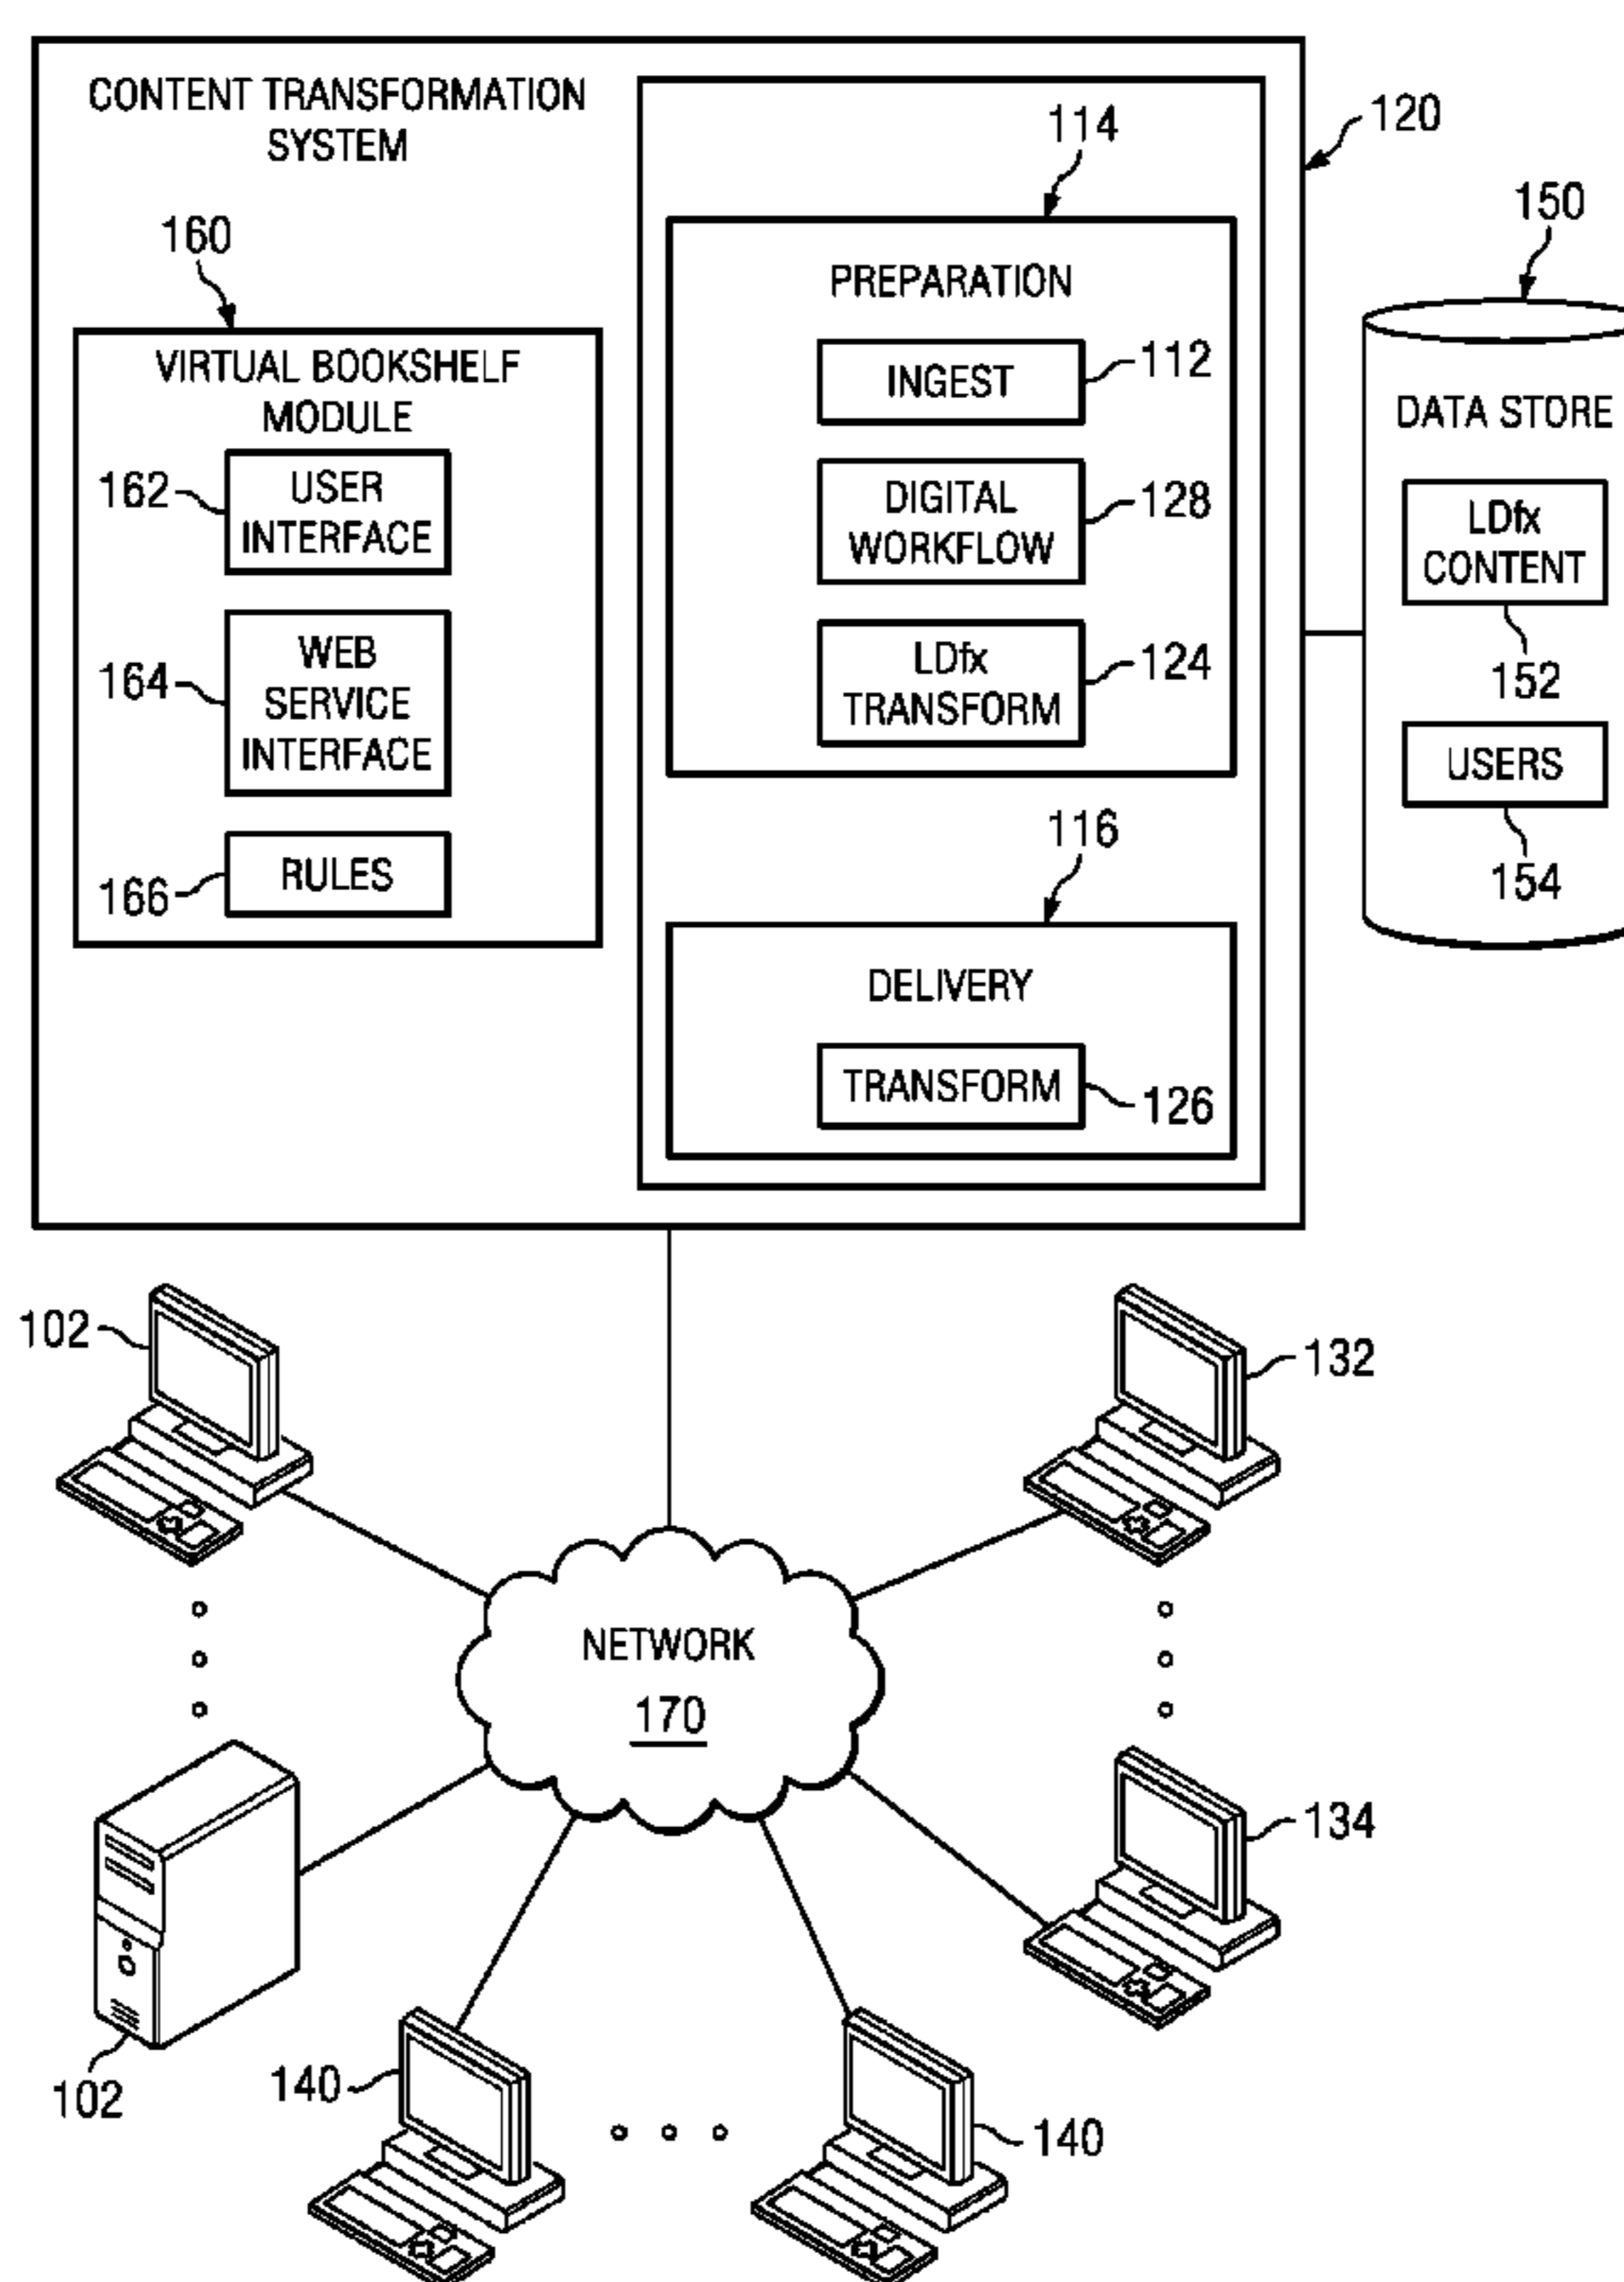 CONTENT TRANSFORMATION
SYSTEM
120
114
150
160
PREPARATION
VIRTUAL BOOKSHELF
MODULE
INGEST
112
DATA STORE
162
USER
INTERFACE
DIGITAL
WORKFLOW
128
LDfx
CONTENT
152
164
WEB
SERVICE
INTERFACE
LDfx
TRANSFORM
124
USERS
154
166
RULES
116
DELIVERY
TRANSFORM
126
102
132
NETWORK
170
134
102
140
140